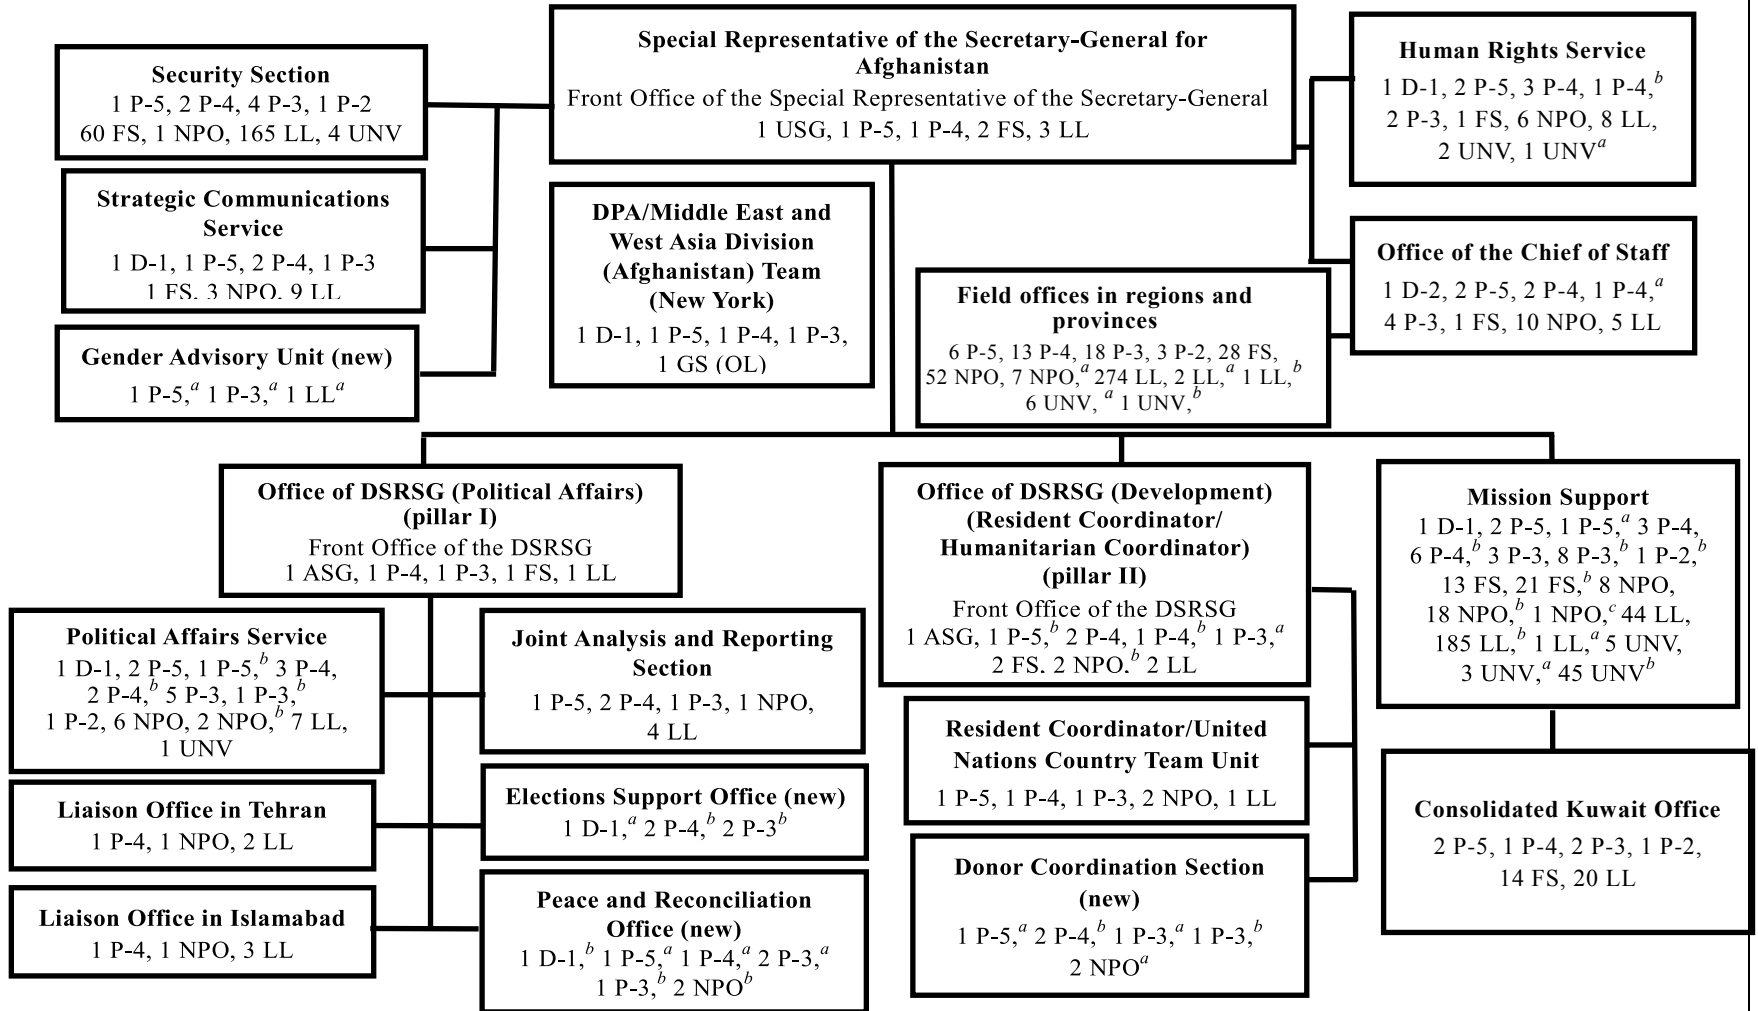 Special Representative of the Secretary-General for
Afghanistan
Front Office of the Special Representative of the Secretary-General
1 USG, 1 P-5, 1 P-4, 2 FS, 3 LL
Security Section
1 P-5, 2 P-4, 4 P-3, 1 P-2
60 FS, 1 NPO, 165 LL, 4 UNV
Strategic Communications
Service
1 D-1, 1 P-5, 2 P-4, 1 P-3
1 FS, 3 NPO, 9 LL
Gender Advisory Unit (new)
1 P-5,a 1 P-3,a 1 LLa
DPA/Middle East and
West Asia Division
(Afghanistan) Team
(New York)
1 D-1, 1 P-5, 1 P-4, 1 P-3,
1 GS (OL)
Human Rights Service
1 D-1, 2 P-5, 3 P-4, 1 P-4,b
2 P-3, 1 FS, 6 NPO, 8 LL,
2 UNV, 1 UNVa
Office of the Chief of Staff
1 D-2, 2 P-5, 2 P-4, 1 P-4,a
4 P-3, 1 FS, 10 NPO, 5 LL
Field offices in regions and
provinces
6 P-5, 13 P-4, 18 P-3, 3 P-2, 28 FS,
52 NPO, 7 NPO,a 274 LL, 2 LL,a 1 LL,b
6 UNV, a 1 UNV,b
Office of DSRSG (Political Affairs)
(pillar I)
Front Office of the DSRSG
1 ASG, 1 P-4, 1 P-3, 1 FS, 1 LL
Political Affairs Service
1 D-1, 2 P-5, 1 P-5,b 3 P-4,
2 P-4,b 5 P-3, 1 P-3,b
1 P-2, 6 NPO, 2 NPO,b 7 LL,
1 UNV
Joint Analysis and Reporting
Section
1 P-5, 2 P-4, 1 P-3, 1 NPO,
4 LL
Liaison Office in Tehran
1 P-4, 1 NPO, 2 LL
Elections Support Office (new)
1 D-1,a 2 P-4,b 2 P-3b
Liaison Office in Islamabad
1 P-4, 1 NPO, 3 LL
Peace and Reconciliation
Office (new)
1 D-1,b 1 P-5,a 1 P-4,a 2 P-3,a
1 P-3,b 2 NPOb
Office of DSRSG (Development)
(Resident Coordinator/
Humanitarian Coordinator)
(pillar II)
Front Office of the DSRSG
1 ASG, 1 P-5,b 2 P-4, 1 P-4,b 1 P-3,a
2 FS, 2 NPO,b 2 LL
Resident Coordinator/United
Nations Country Team Unit
1 P-5, 1 P-4, 1 P-3, 2 NPO, 1 LL
Donor Coordination Section
(new)
1 P-5,a 2 P-4,b 1 P-3,a 1 P-3,b
2 NPOa
Mission Support
1 D-1, 2 P-5, 1 P-5,a 3 P-4,
6 P-4,b 3 P-3, 8 P-3,b 1 P-2,b
13 FS, 21 FS,b 8 NPO,
18 NPO,b 1 NPO,c 44 LL,
185 LL,b 1 LL,a 5 UNV,
3 UNV,a 45 UNVb
Consolidated Kuwait Office
2 P-5, 1 P-4, 2 P-3, 1 P-2,
14 FS, 20 LL